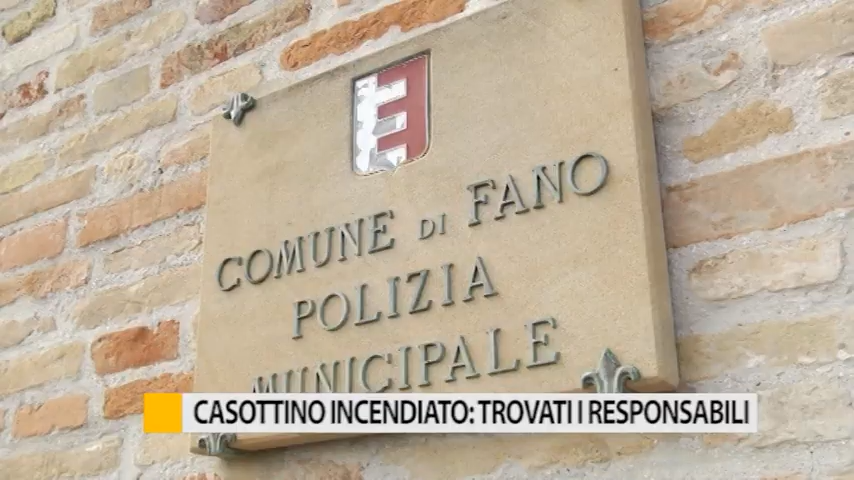 COMUNE DI FANO
POLIZIA
MUNICIPALE
CASOTTINO INCENDIATO: TROVATI I RESPONSABILI